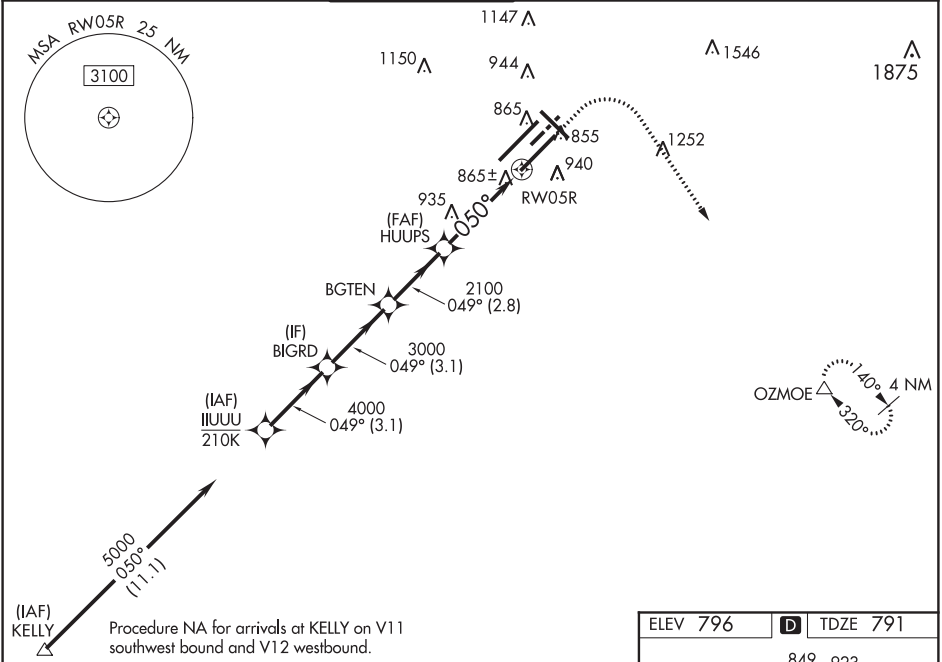 MSA RW05R 25 NM
3100
1147
1150
944
1546
1875
865
855
1252
865±
940
RW05R
935
050°
(FAF)
HUUPS
BGTEN
2100
049° (2.8)
(IF)
BIGRD
3000
049° (3.1)
(IAF)
IIUUU
210K
4000
049° (3.1)
OZMOE
140°
4 NM
320°
5000
050°
(11.1)
(IAF)
KELLY
Procedure NA for arrivals at KELLY on V11
southwest bound and V12 westbound.
ELEV 796 D TDZE 791
849 923